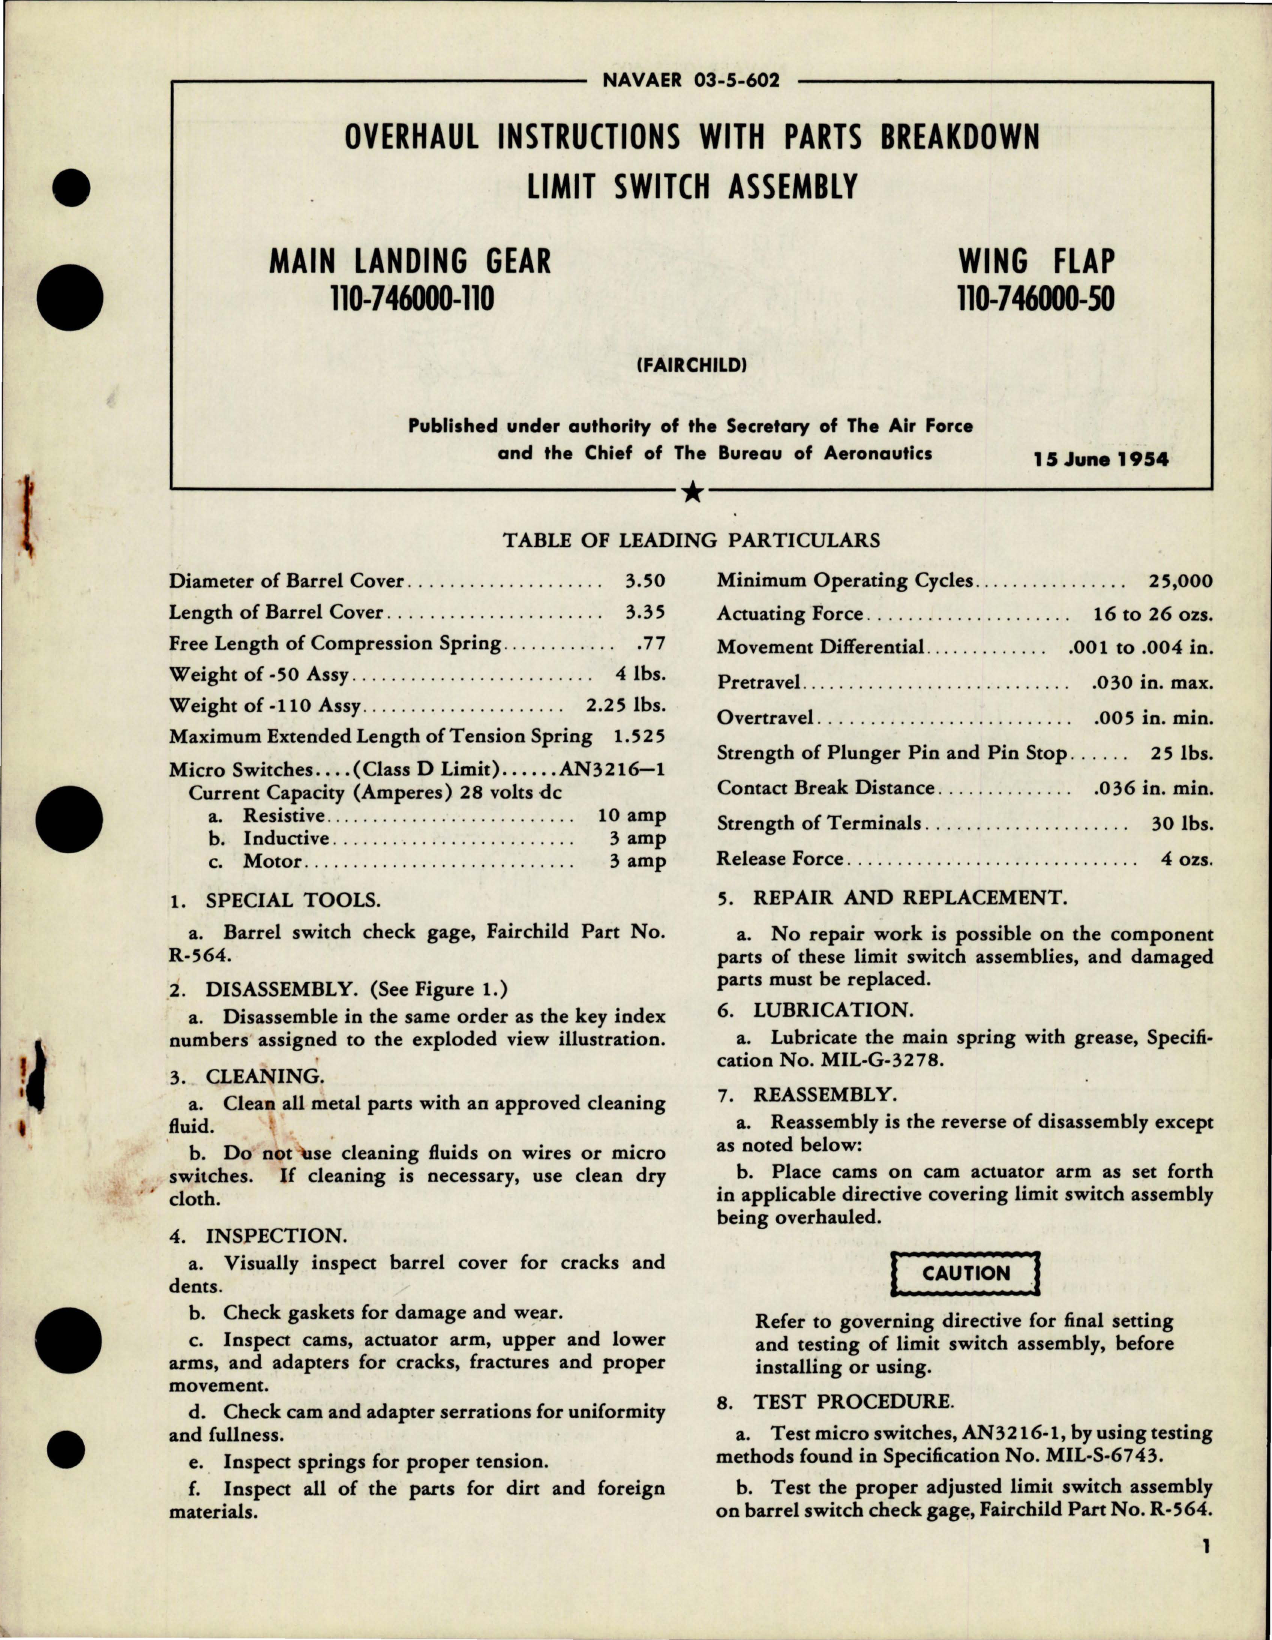 NAVAER 03-5-602
OVERHAUL INSTRUCTIONS WITH PARTS BREAKDOWN
LIMIT SWITCH ASSEMBLY
MAIN LANDING GEAR
110-746000-110
WING FLAP
110-746000-50
(FAIRCHILD)
Published under authority of the Secretary of The Air Force
and the Chief of The Bureau of Aeronautics
15 June 1954
TABLE OF LEADING PARTICULARS
Diameter of Barrel Cover................... 3.50
Length of Barrel Cover..................... 3.35
Free Length of Compression Spring............ .77
Weight of -50 Assy........................ 4 lbs.
Weight of -110 Assy.................... 2.25 lbs.
Maximum Extended Length of Tension Spring 1.525
Micro Switches....(Class D Limit)......AN3216—1
Current Capacity (Amperes) 28 volts dc
a. Resistive.......................... 10 amp
b. Inductive......................... 3 amp
c. Motor........................... 3 amp
1. SPECIAL TOOLS.
a. Barrel switch check gage, Fairchild Part No.
R-564.
2. DISASSEMBLY. (See Figure 1.)
a. Disassemble in the same order as the key index
numbers assigned to the exploded view illustration.
3. CLEANING.
a. Clean all metal parts with an approved cleaning
fluid.
b. Do not use cleaning fluids on wires or micro
switches. If cleaning is necessary, use clean dry
cloth.
4. INSPECTION.
a. Visually inspect barrel cover for cracks and
dents.
b. Check gaskets for damage and wear.
c. Inspect cams, actuator arm, upper and lower
arms, and adapters for cracks, fractures and proper
movement.
d. Check cam and adapter serrations for uniformity
and fullness.
e. Inspect springs for proper tension.
f. Inspect all of the parts for dirt and foreign
materials.
Minimum Operating Cycles................ 25,000
Actuating Force...................... 16 to 26 ozs.
Movement Differential............. .001 to .004 in.
Pretravel............................. .030 in. max.
Overtravel........................... .005 in. min.
Strength of Plunger Pin and Pin Stop...... 25 lbs.
Contact Break Distance.............. .036 in. min.
Strength of Terminals...................... 30 lbs.
Release Force............................... 4 ozs.
5. REPAIR AND REPLACEMENT.
a. No repair work is possible on the component
parts of these limit switch assemblies, and damaged
parts must be replaced.
6. LUBRICATION.
a. Lubricate the main spring with grease, Specifi-
cation No. MIL-G-3278.
7. REASSEMBLY.
a. Reassembly is the reverse of disassembly except
as noted below:
b. Place cams on cam actuator arm as set forth
in applicable directive covering limit switch assembly
being overhauled.
CAUTION
Refer to governing directive for final setting
and testing of limit switch assembly, before
installing or using.
8. TEST PROCEDURE.
a. Test micro switches, AN3216-1, by using testing
methods found in Specification No. MIL-S-6743.
b. Test the proper adjusted limit switch assembly
on barrel switch check gage, Fairchild Part No. R-564.
1